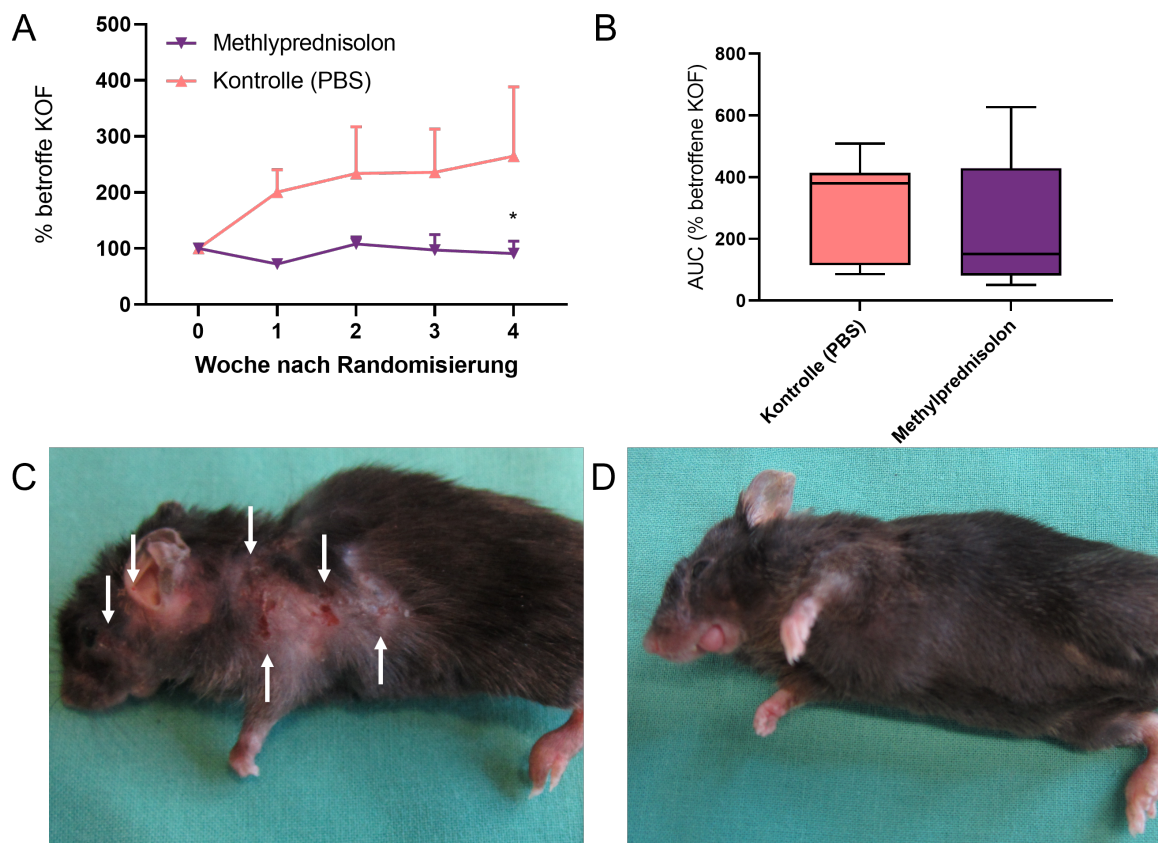 A
500
400
300
200
100
0
% betroffe KOF
Methlyprednisolon
Kontrolle (PBS)
*
0 1 2 3 4
Woche nach Randomisierung
B
800
600
400
200
0
AUC (% betroffene KOF)
Kontrolle (PBS)
Methylprednisolon
C
D